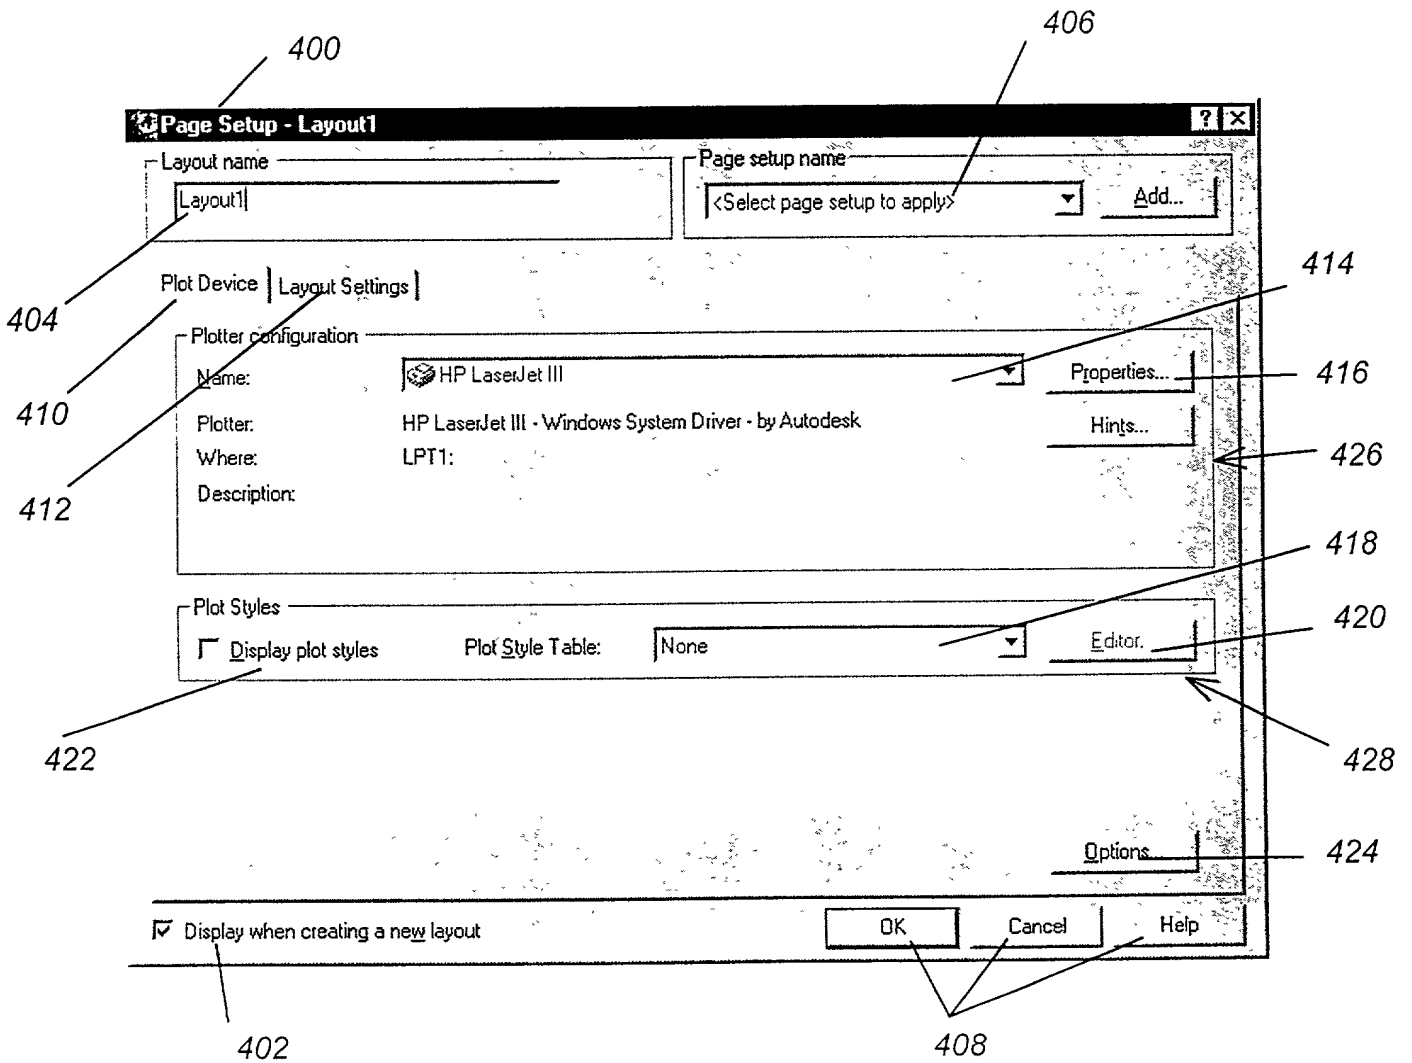 400
406
Page Setup - Layout1
? X
Layout name
Page setup name
Layout1
<Select page setup to apply>
Add...
414
Plot Device
Layout Settings
404
Plotter configuration
Name:
HP LaserJet III
Properties...
416
410
Plotter:
HP LaserJet III - Windows System Driver - by Autodesk
Hints...
Where:
LPT1:
426
412
Description:
418
Plot Styles
420
Display plot styles
Plot Style Table:
None
Editor.
422
428
Options...
424
Display when creating a new layout
OK
Cancel
Help
402
408